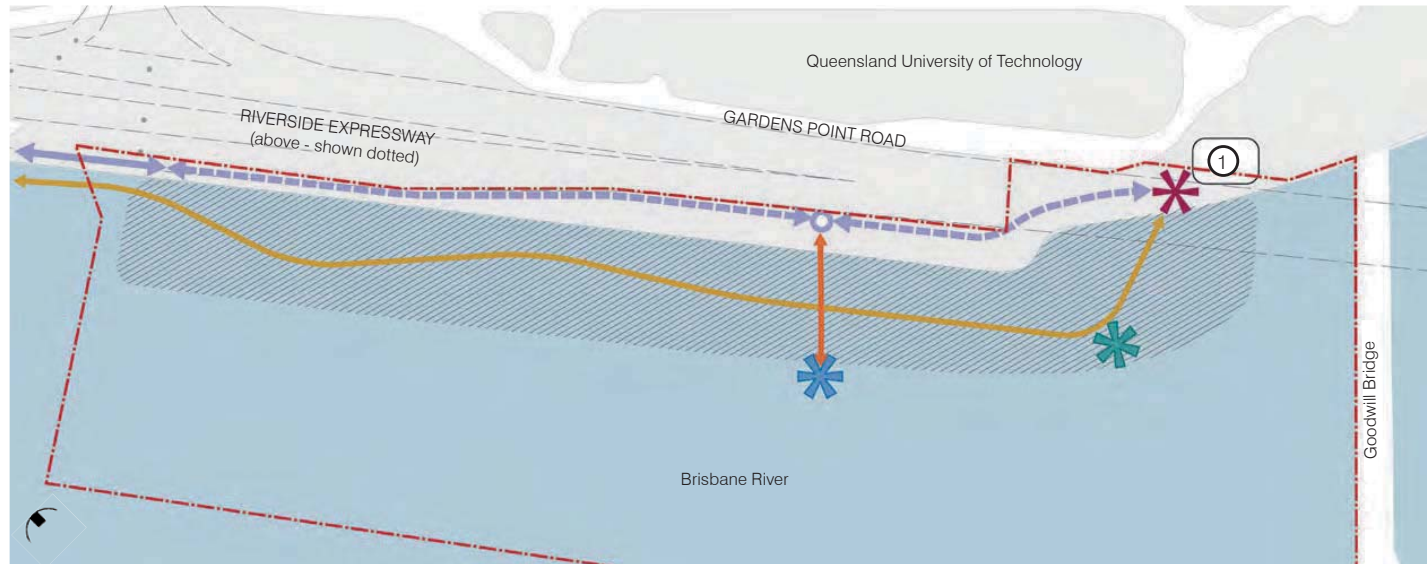 Queensland University of Technology
GARDENS POINT ROAD
RIVERSIDE EXPRESSWAY
(above - shown dotted)
1
Goodwill Bridge
Brisbane River